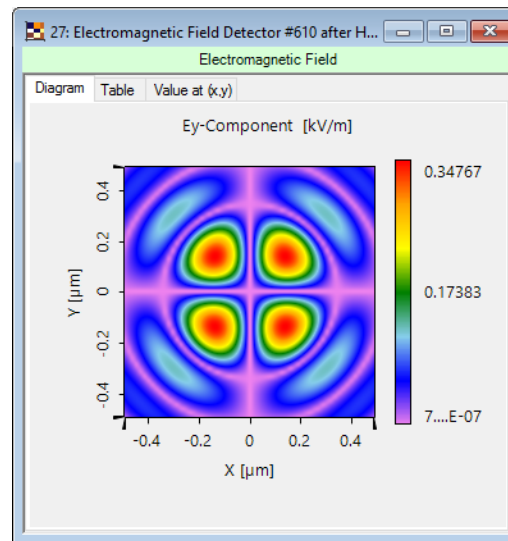 27: Electromagnetic Field Detector #610 after H...
Electromagnetic Field
Diagram Table Value at (x,y)
Ey-Component [kV/m]
0.34767
0.17383
7....E-07
Y [µm]
0.4
0.2
0
-0.2
-0.4
-0.4 -0.2 0 0.2 0.4
X [µm]